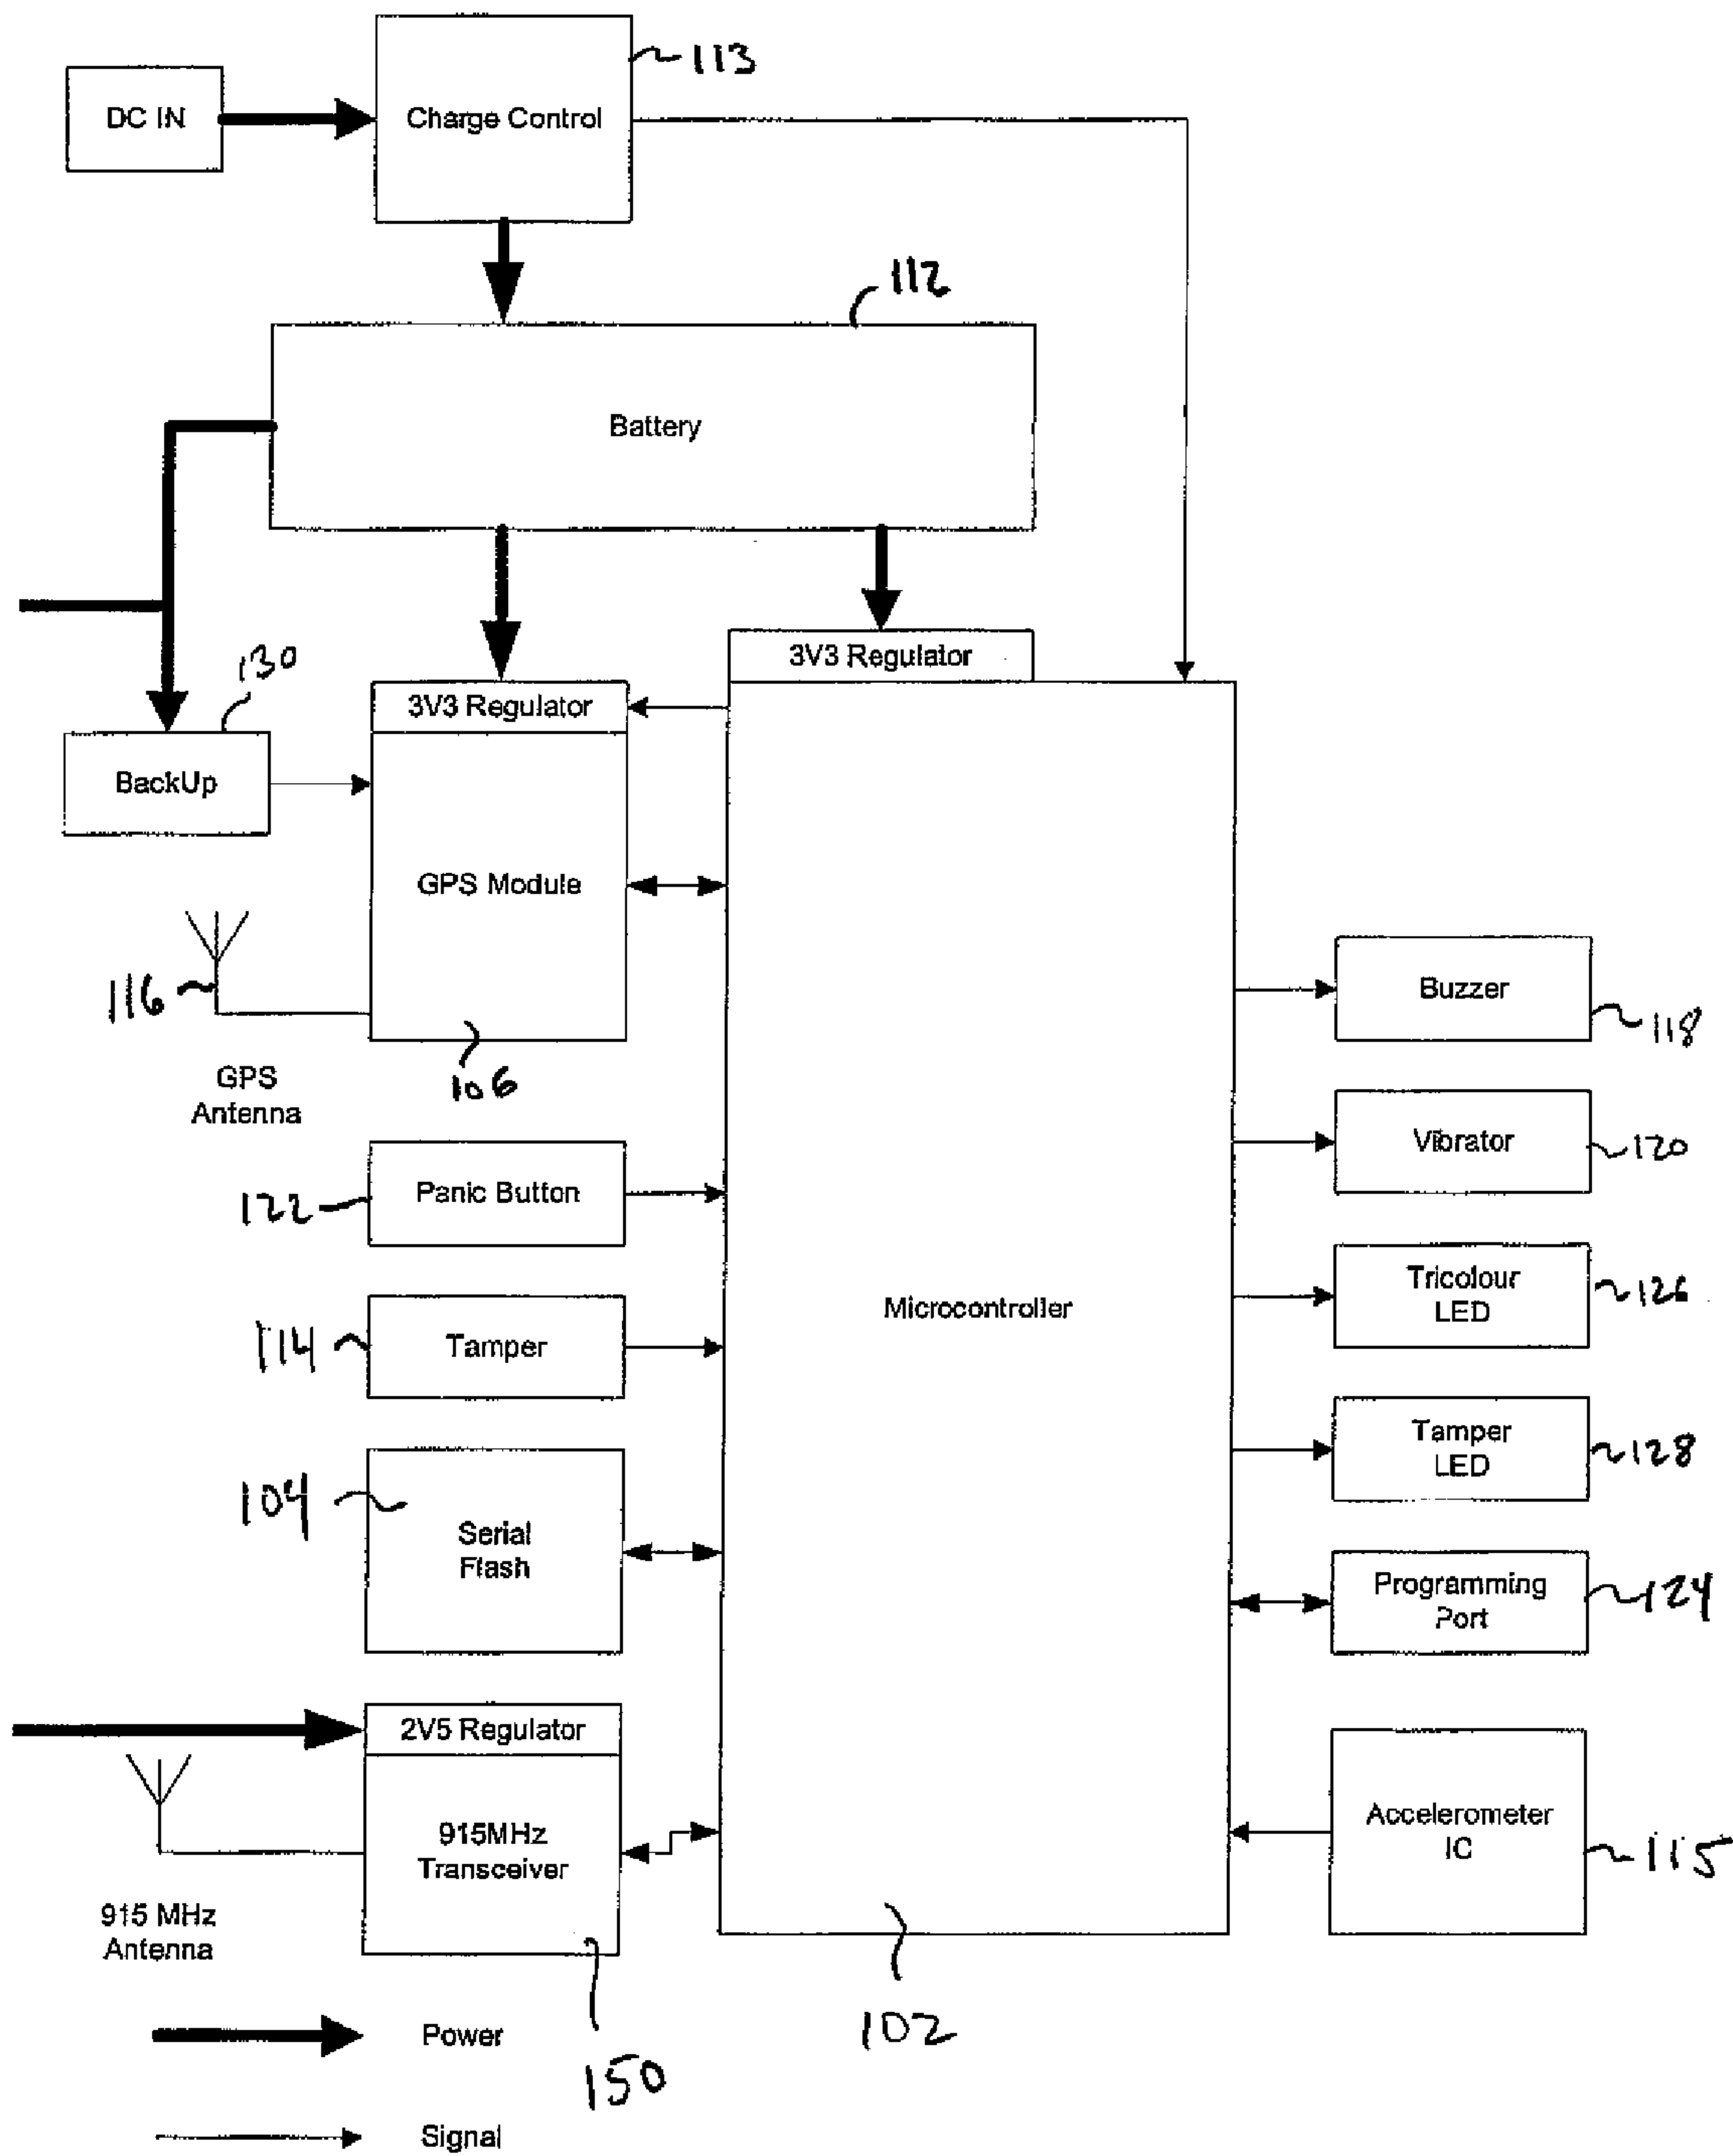 113
DC IN
Charge Control
112
Battery
130
3V3 Regulator
3V3 Regulator
BackUp
GPS Module
116
106
GPS
Antenna
Buzzer
118
Vibrator
120
122
Panic Button
Tricolour
LED
126
Microcontroller
114
Tamper
Tamper
LED
128
104
Serial
Flash
Programming
Port
124
2V5 Regulator
915MHz
Transceiver
Accelerometer
IC
115
915 MHz
Antenna
102
Power
150
Signal